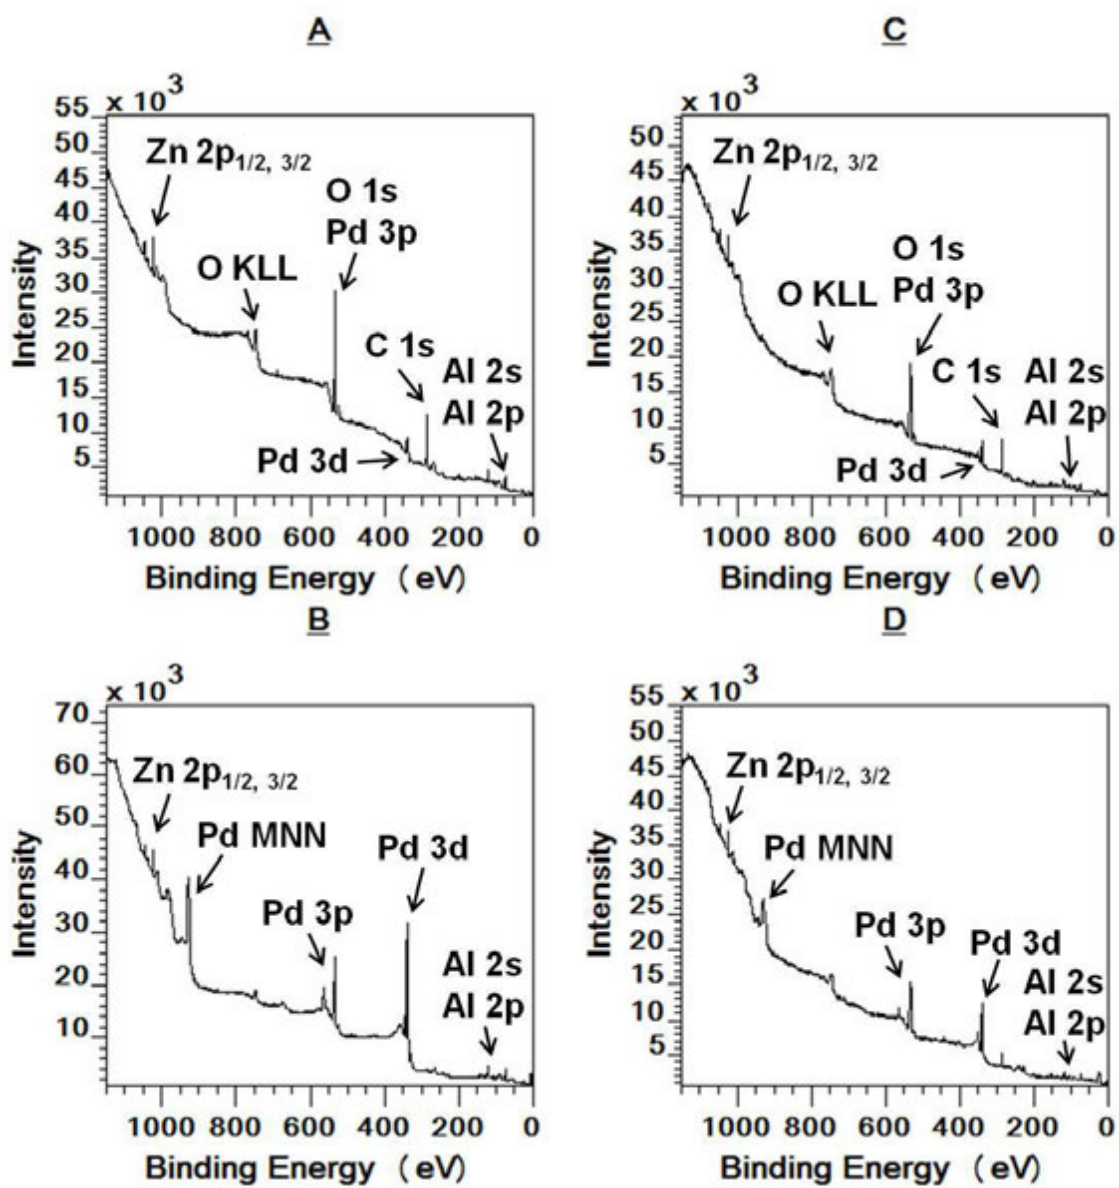 A
x 10³
55
50
45
40
35
30
25
20
15
10
5
Intensity
Zn 2p1/2, 3/2
O KLL
O 1s
Pd 3p
C 1s
Pd 3d
Al 2s
Al 2p
1000 800 600 400 200 0
Binding Energy (eV)
C
x 10³
55
50
45
40
35
30
25
20
15
10
5
Intensity
Zn 2p1/2, 3/2
O KLL
O 1s
Pd 3p
C 1s
Pd 3d
Al 2s
Al 2p
1000 800 600 400 200 0
Binding Energy (eV)
B
x 10³
70
60
50
40
30
20
10
Intensity
Zn 2p1/2, 3/2
Pd MNN
Pd 3p
Pd 3d
Al 2s
Al 2p
1000 800 600 400 200 0
Binding Energy (eV)
D
x 10³
55
50
45
40
35
30
25
20
15
10
5
Intensity
Zn 2p1/2, 3/2
Pd MNN
Pd 3p
Pd 3d
Al 2s
Al 2p
1000 800 600 400 200 0
Binding Energy (eV)